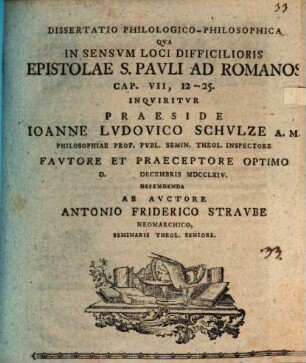 DISSERTATIO PHILOLOGICO-PHILOSOPHICA
QVA
IN SENSVM LOCI DIFFICILIORIS
EPISTOLAE S. PAVLI AD ROMANOS
CAP. VII, 12-25.
INQVIRITVR
PRAESIDE
IOANNE LVDOVICO SCHVLZE A. M.
PHILOSOPHIAE PROF. PVBL. SEMIN. THEOL. INSPECTORE
FAVTORE ET PRAECEPTORE OPTIMO
D. DECEMBRIS MDCCLXIV.
DEFENDENDA
AB AVCTORE
ANTONIO FRIDERICO STRAVBE
NEOMARCHICO,
SEMINARII THEOL. SENIORE.
33.
33